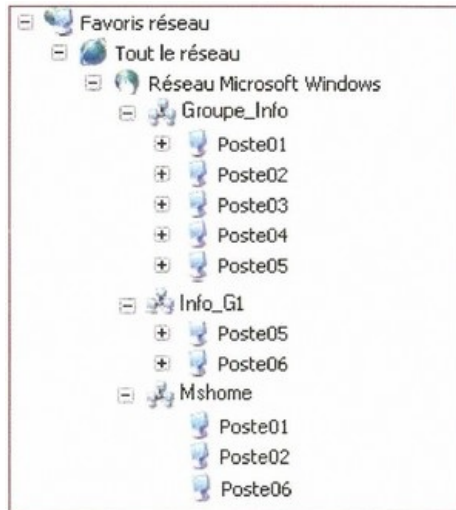 Favoris réseau
Tout le réseau
Réseau Microsoft Windows
Groupe_Info
Poste01
Poste02
Poste03
Poste04
Poste05
Info_G1
Poste05
Poste06
Mshome
Poste01
Poste02
Poste06